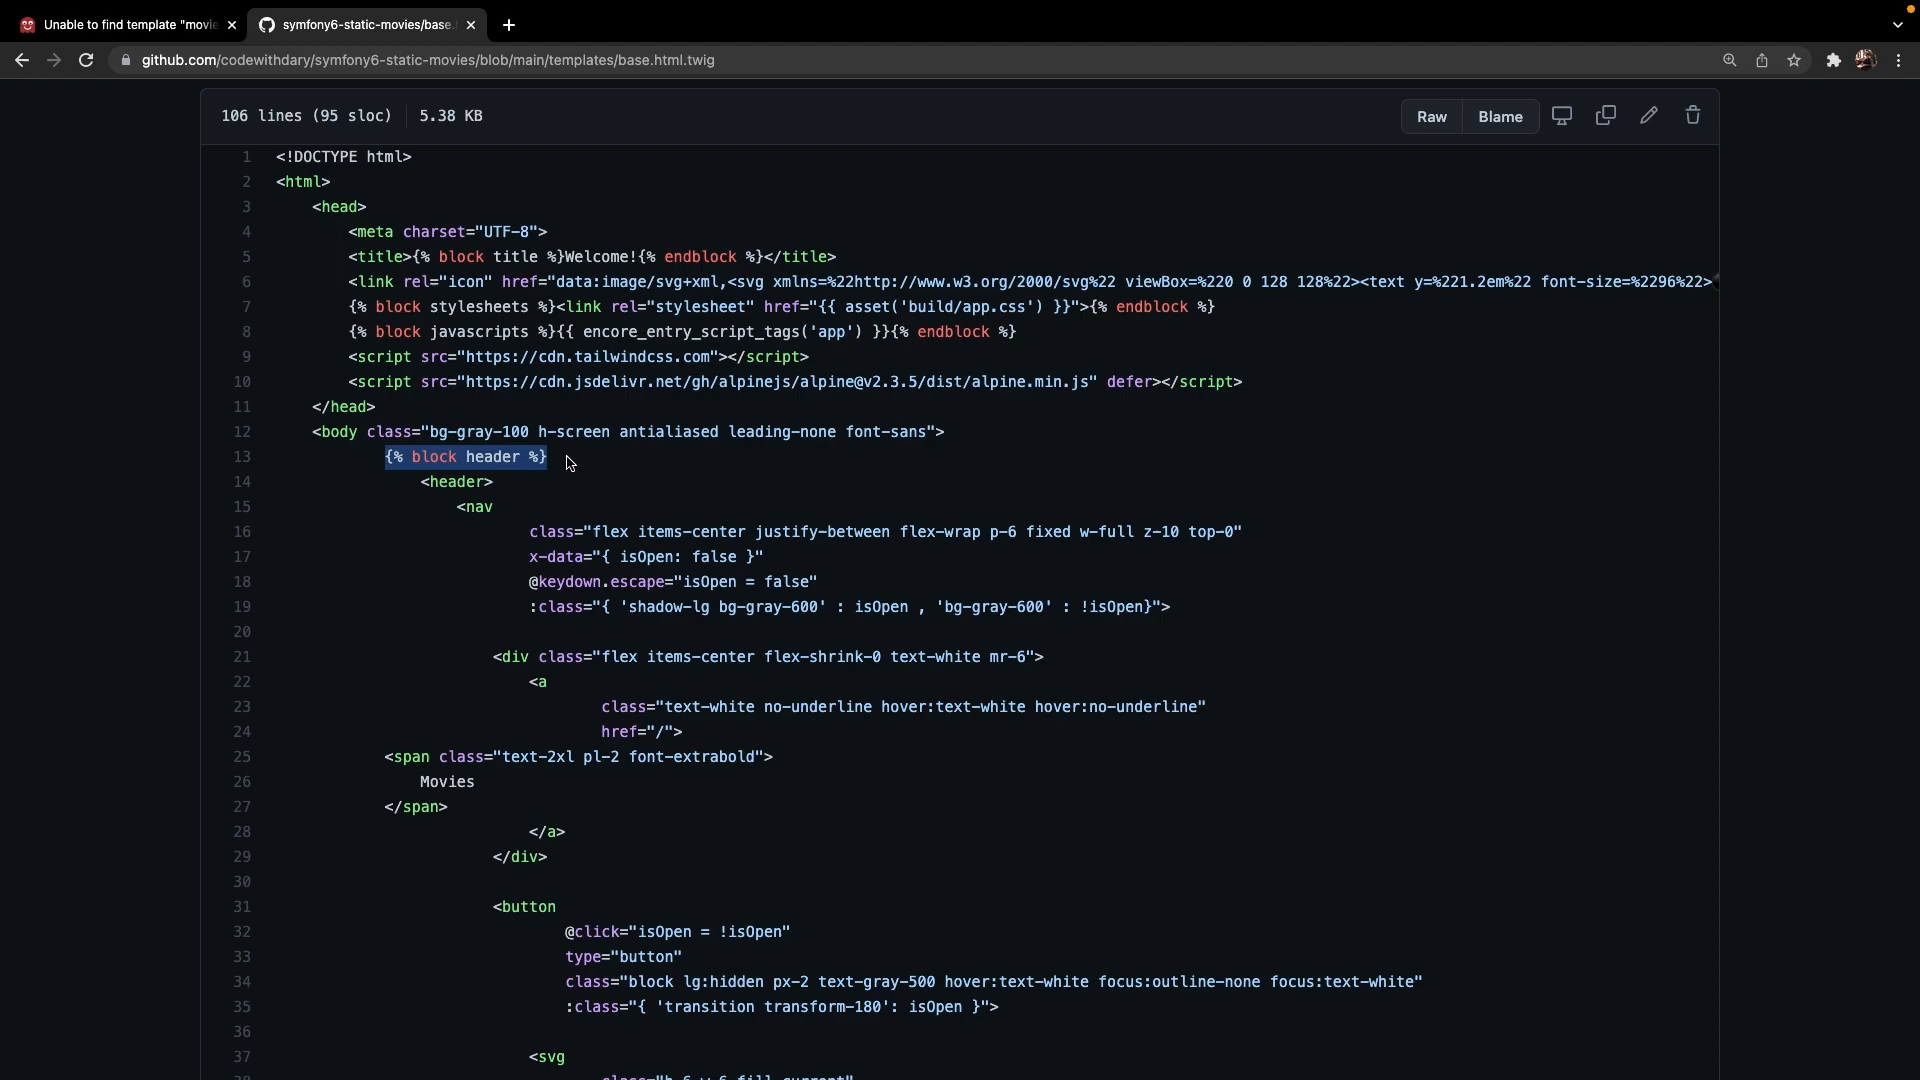 Unable to find template "movie
symfony6-static-movies/base.
github.com/codewithdary/symfony6-static-movies/blob/main/templates/base.html.twig
106 lines (95 sloc) 5.38 KB
Raw Blame
1 <!DOCTYPE html>
2 <html>
3 <head>
4 <meta charset="UTF-8">
5 <title>{% block title %}Welcome!{% endblock %}</title>
6 <link rel="icon" href="data:image/svg+xml,<svg xmlns=%22http://www.w3.org/2000/svg%22 viewBox=%220 0 128 128%22><text y=%221.2em%22 font-size=%2296%22>
7 {% block stylesheets %}<link rel="stylesheet" href="{{ asset('build/app.css') }}">{% endblock %}
8 {% block javascripts %}{{ encore_entry_script_tags('app') }}{% endblock %}
9 <script src="https://cdn.tailwindcss.com"></script>
10 <script src="https://cdn.jsdelivr.net/gh/alpinejs/alpine@v2.3.5/dist/alpine.min.js" defer></script>
11 </head>
12 <body class="bg-gray-100 h-screen antialiased leading-none font-sans">
13 {% block header %}
14 <header>
15 <nav
16 class="flex items-center justify-between flex-wrap p-6 fixed w-full z-10 top-0"
17 x-data="{ isOpen: false }"
18 @keydown.escape="isOpen = false"
19 :class="{ 'shadow-lg bg-gray-600' : isOpen , 'bg-gray-600' : !isOpen}">
20
21 <div class="flex items-center flex-shrink-0 text-white mr-6">
22 <a
23 class="text-white no-underline hover:text-white hover:no-underline"
24 href="/">
25 <span class="text-2xl pl-2 font-extrabold">
26 Movies
27 </span>
28 </a>
29 </div>
30
31 <button
32 @click="isOpen = !isOpen"
33 type="button"
34 class="block lg:hidden px-2 text-gray-500 hover:text-white focus:outline-none focus:text-white"
35 :class="{ 'transition transform-180': isOpen }">
36
37 <svg
38 class="h-6 w-6 fill-current"